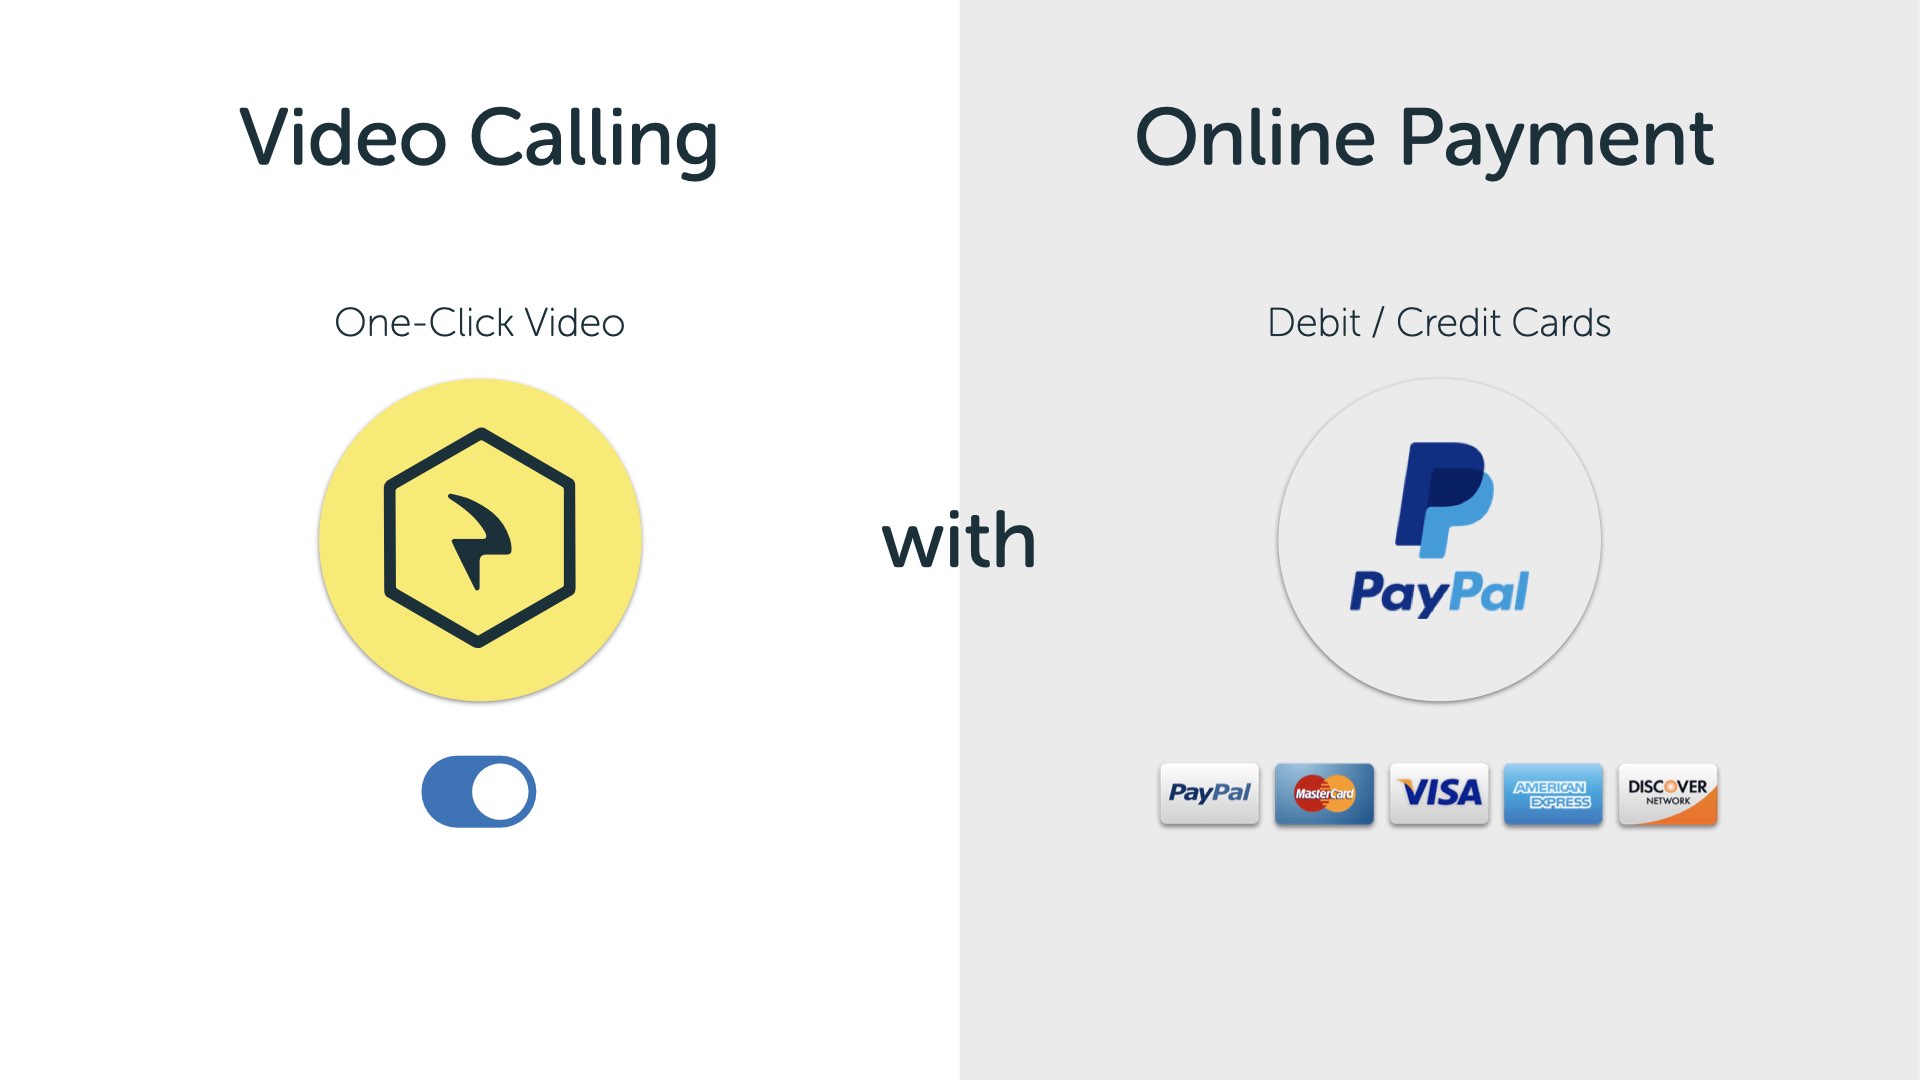 Video Calling
One-Click Video
with
Online Payment
Debit / Credit Cards
PayPal
PayPal
MasterCard
VISA
AMERICAN
EXPRESS
DISCOVER
NETWORK